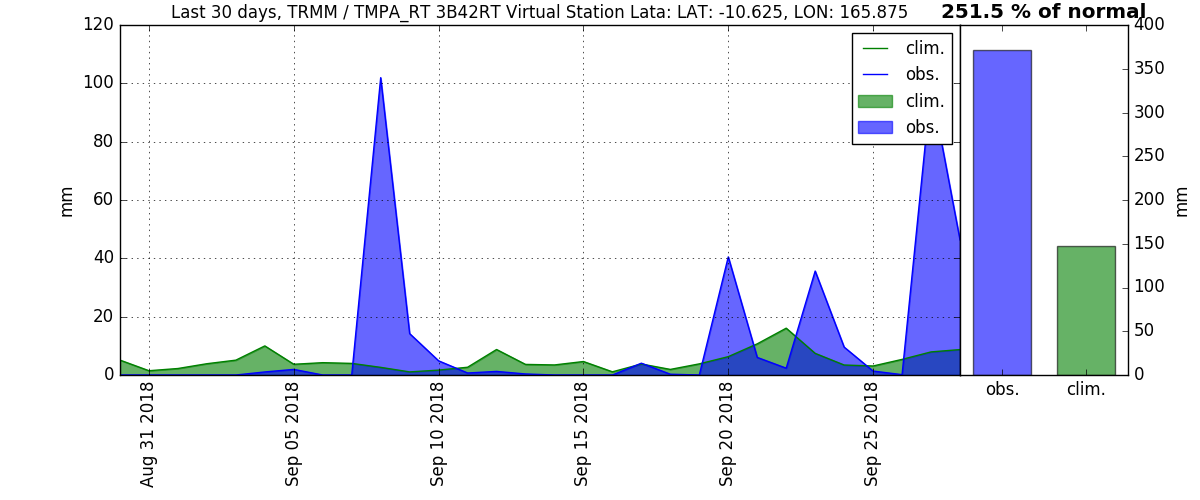 Last 30 days, TRMM / TMPA_RT 3B42RT Virtual Station Lata: LAT: -10.625, LON: 165.875
251.5 % of normal
120
100
80
60
40
20
0
mm
clim.
obs.
clim.
obs.
400
350
300
250
200
150
100
50
0
mm
Aug 31 2018
Sep 05 2018
Sep 10 2018
Sep 15 2018
Sep 20 2018
Sep 25 2018
obs.
clim.